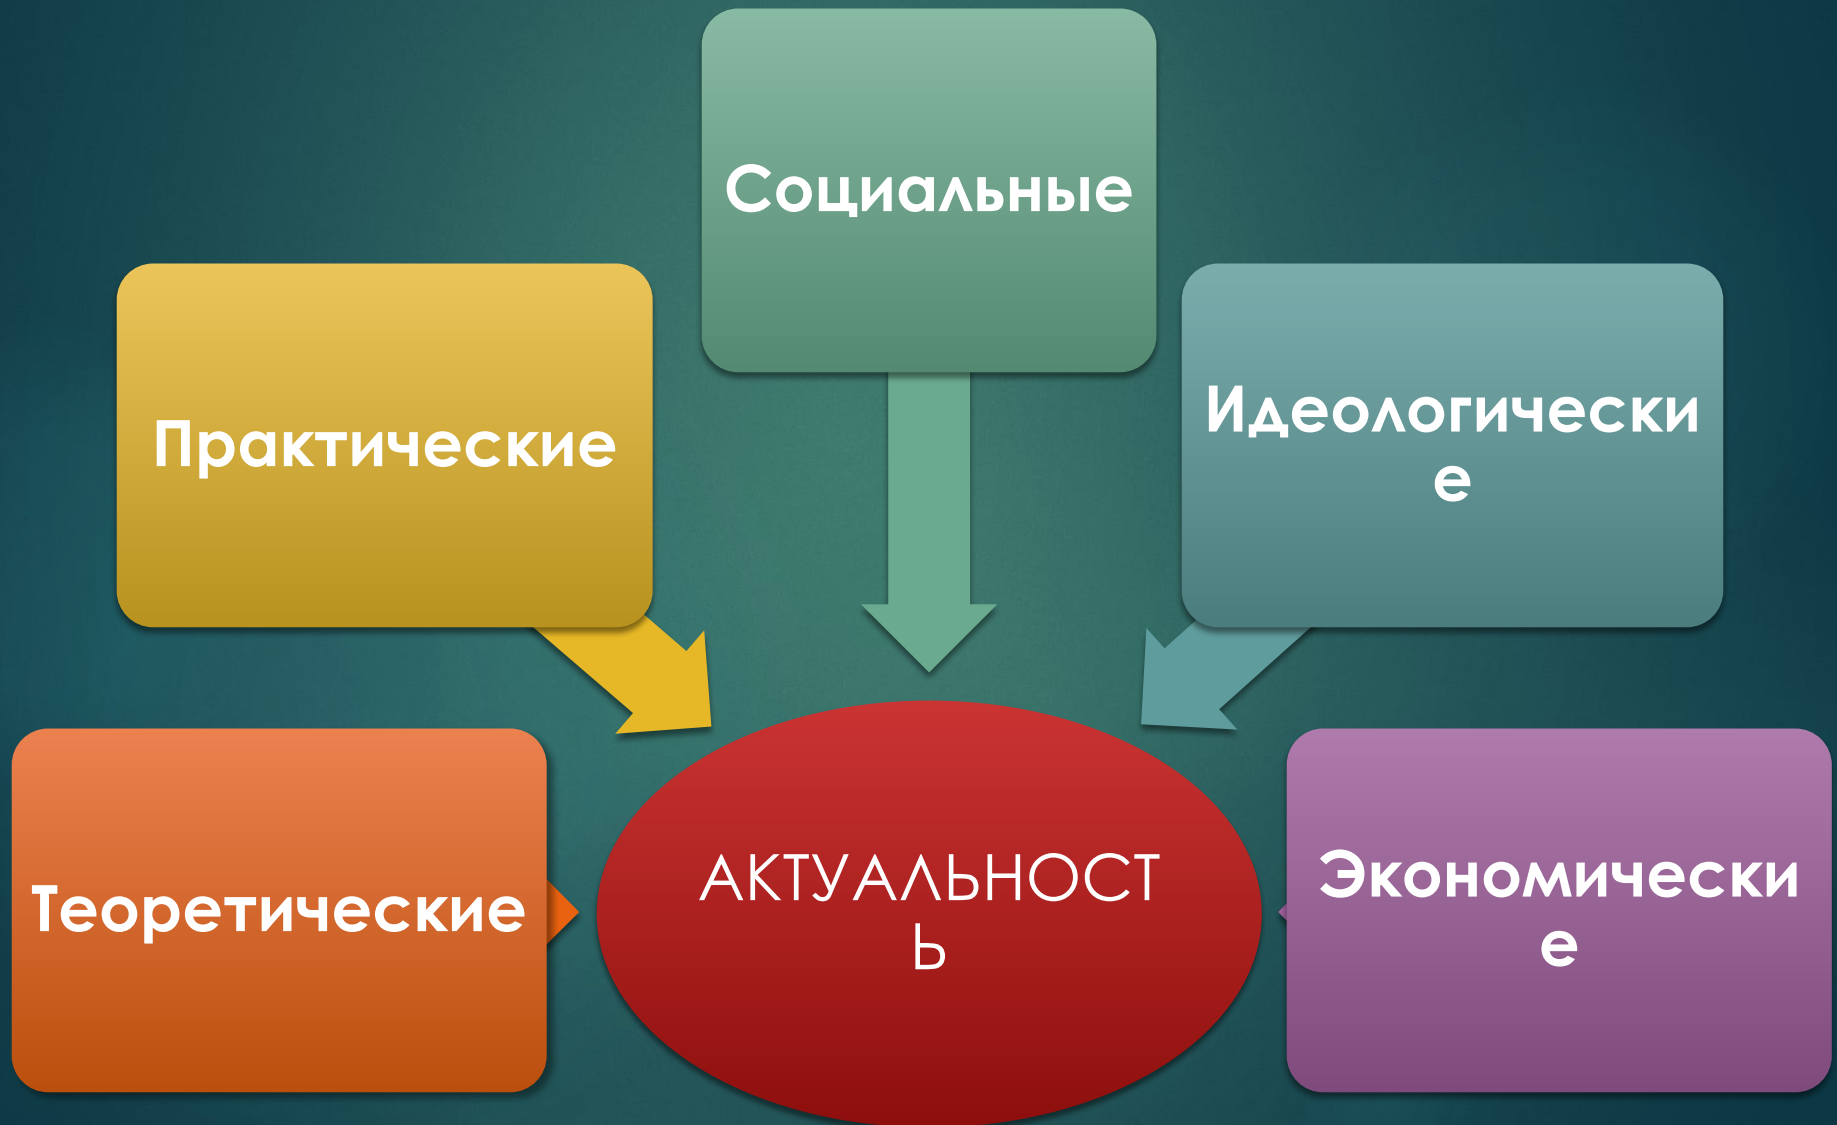 Социальные
Практические
Идеологически
е
Теоретические
АКТУАЛЬНОСТ
Ь
Экономически
е